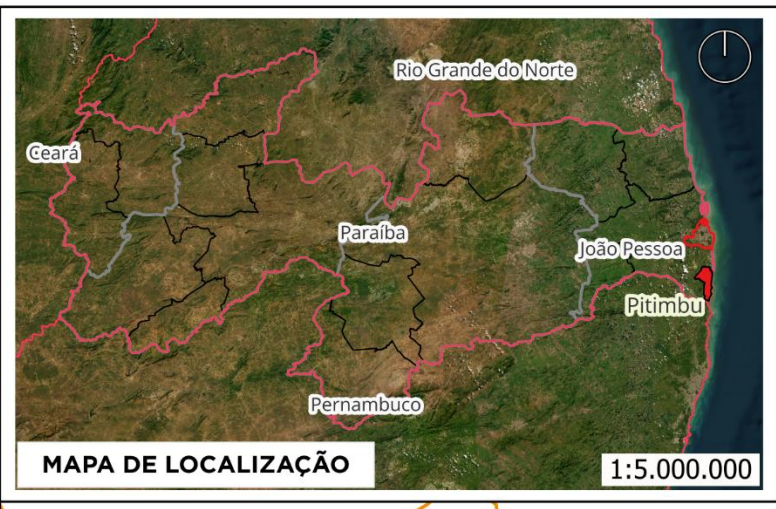 Rio Grande do Norte
Ceará
Paraíba
João Pessoa
Pitimbu
Pernambuco
MAPA DE LOCALIZAÇÃO
1:5.000.000